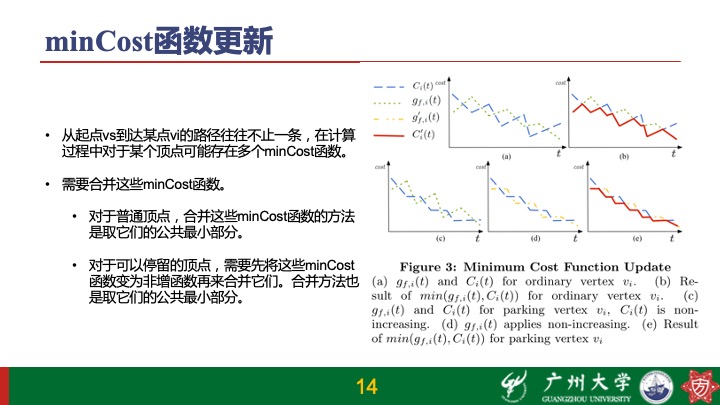 minCost函数更新
• 从起点vs到达某点vi的路径往往不止一条，在计算
过程中对于某个顶点可能存在多个minCost函数。
• 需要合并这些minCost函数。
• 对于普通顶点，合并这些minCost函数的方法
是取它们的公共最小部分。
• 对于可以停留的顶点，需要先将这些minCost
函数变为非增函数再来合并它们。合并方法也
是取它们的公共最小部分。
C_i(t)
g_{f,i}(t)
g'_{f,i}(t)
C'_i(t)
cost
t
(a)
cost
t
(b)
cost
t
(c)
cost
t
(d)
cost
t
(e)
Figure 3: Minimum Cost Function Update
(a) g_{f,i}(t) and C_i(t) for ordinary vertex v_i. (b) Re-
sult of min(g_{f,i}(t), C_i(t)) for ordinary vertex v_i. (c)
g_{f,i}(t) and C_i(t) for parking vertex v_i, C_i(t) is non-
increasing. (d) g_{f,i}(t) applies non-increasing. (e) Result
of min(g_{f,i}(t), C_i(t)) for parking vertex v_i
14
广州大学
GUANGZHOU UNIVERSITY